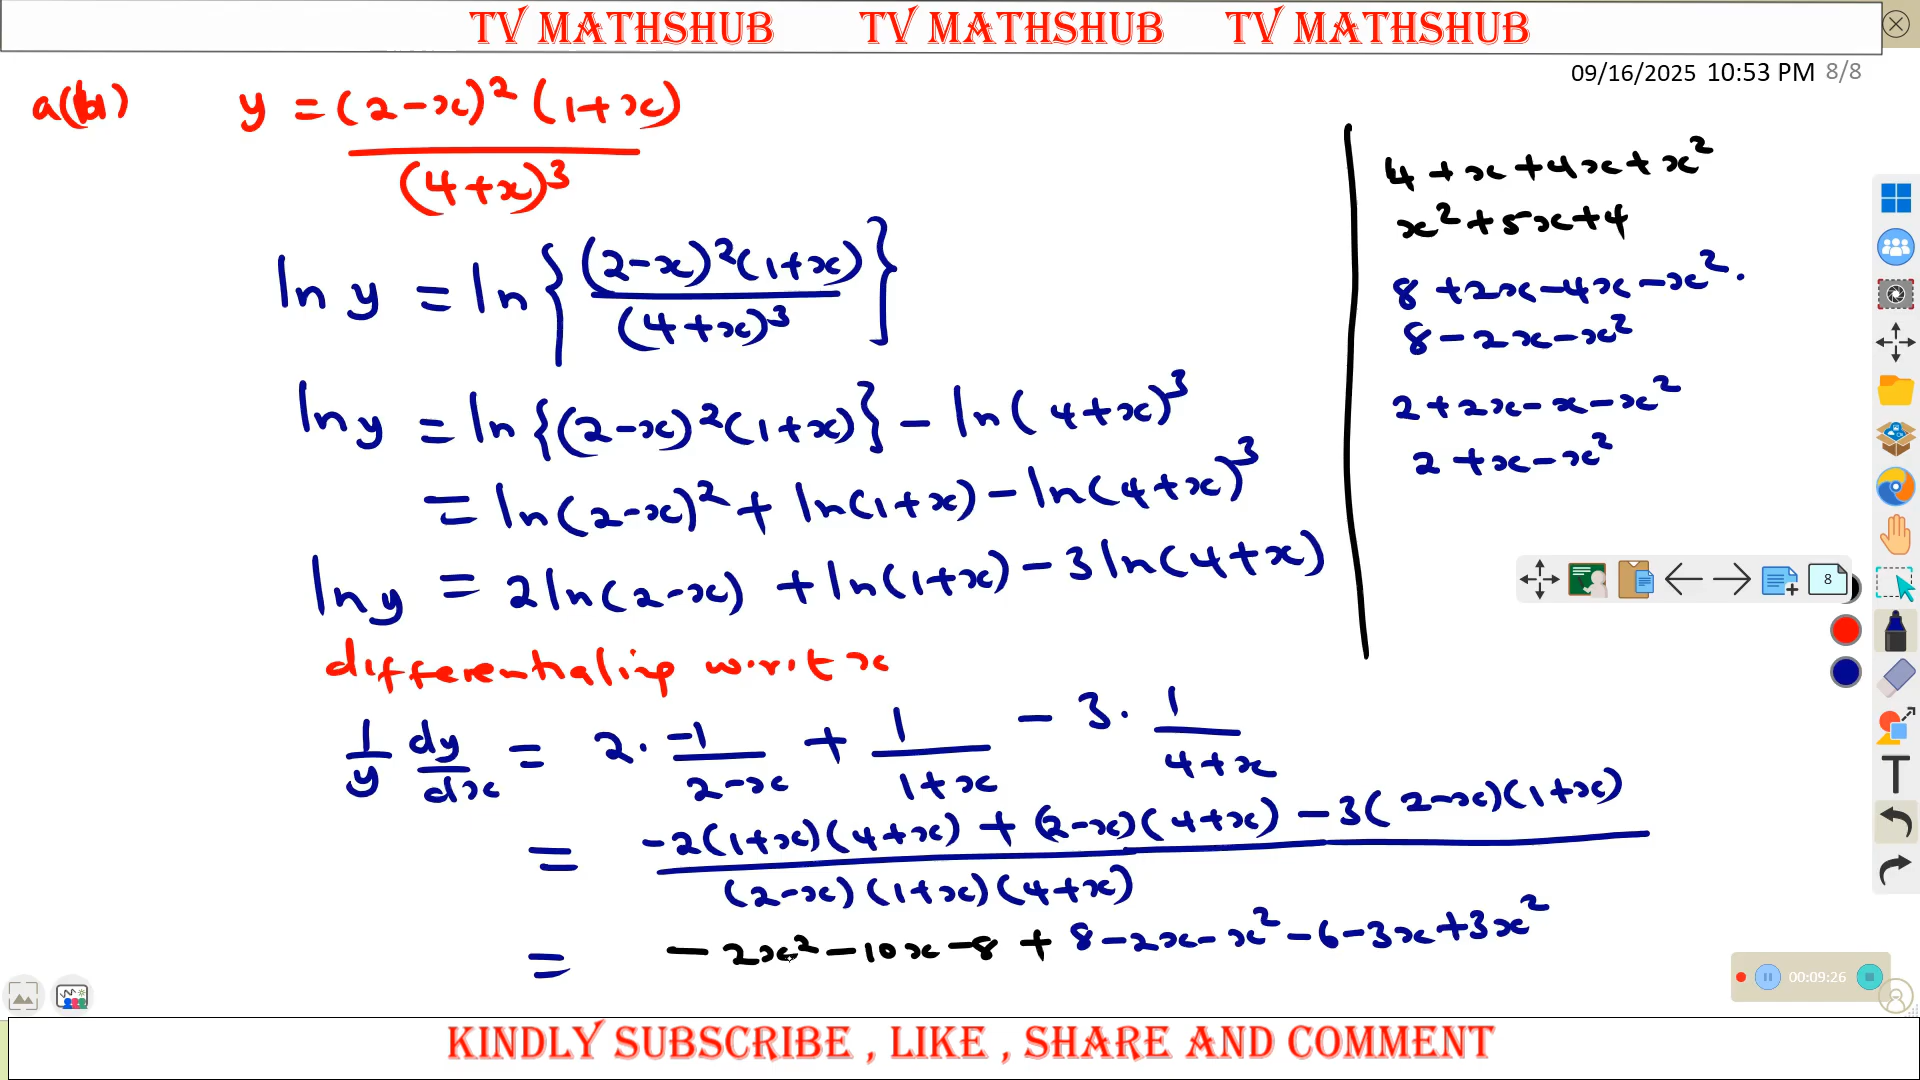 TV MATHSHUB TV MATHSHUB TV MATHSHUB
09/16/2025 10:53 PM 8/8
y = (2-x)²(1+x) / (4+x)³
ln y = ln {(2-x)²(1+x) / (4+x)³}
ln y = ln {(2-x)²(1+x)} - ln(4+x)³
= ln(2-x)² + ln(1+x) - ln(4+x)³
ln y = 2ln(2-x) + ln(1+x) - 3ln(4+x)
differentialing w.r.t x
1/y dy/dx = 2 · -1/(2-x) + 1/(1+x) - 3 · 1/(4+x)
= -2(1+x)(4+x) + (2-x)(4+x) - 3(2-x)(1+x) / (2-x)(1+x)(4+x)
= - 2x² - 10x - 8 + 8 - 2x - x² - 6 - 3x + 3x²
4 + x + 4x + x²
x² + 5x + 4
8 + 2x - 4x - x².
8 - 2x - x²
2 + 2x - x - x²
2 + x - x²
8
T
00:09:26
KINDLY SUBSCRIBE , LIKE , SHARE AND COMMENT